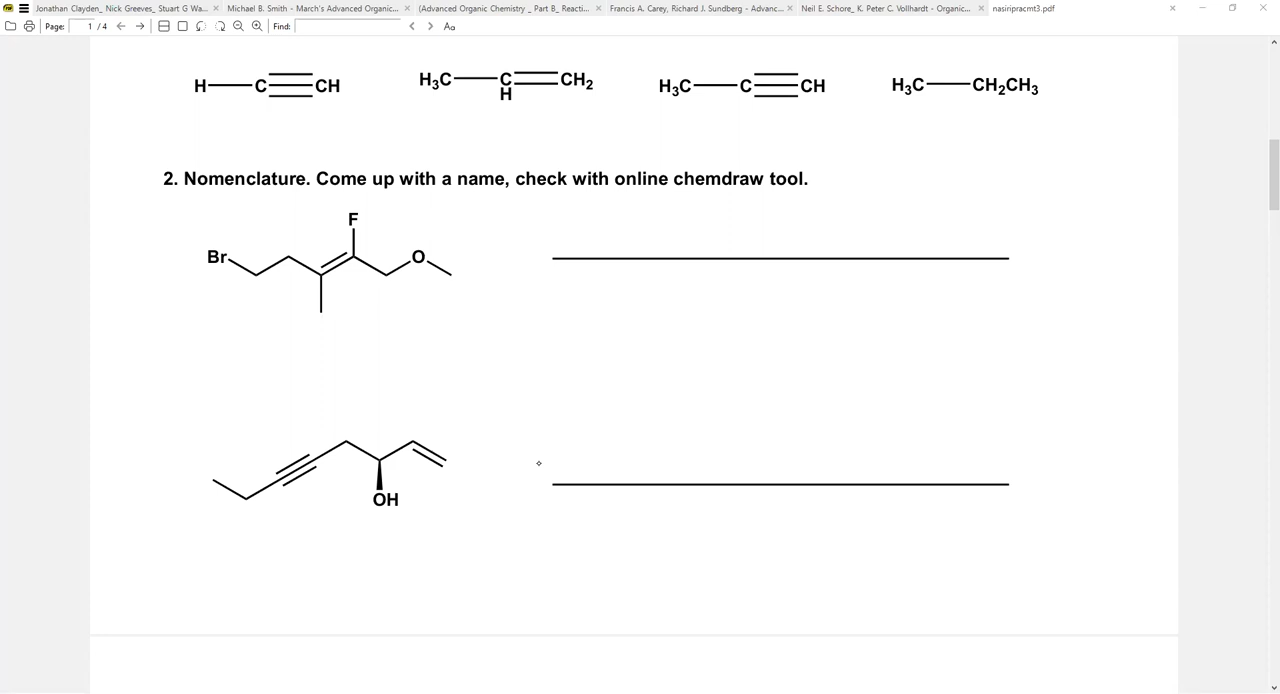 Jonathan Clayden_ Nick Greeves_ Stuart G Wa... Michael B. Smith - March's Advanced Organic... (Advanced Organic Chemistry _ Part B_ Reacti... Francis A. Carey, Richard J. Sundberg - Advanc... Neil E. Schore_ K. Peter C. Vollhardt - Organic... nasiripracmt3.pdf
Page: 1 / 4 Find: Aa
H C CH H₃C C H CH₂ H₃C C CH H₃C CH₂CH₃
2. Nomenclature. Come up with a name, check with online chemdraw tool.
F
Br O
OH